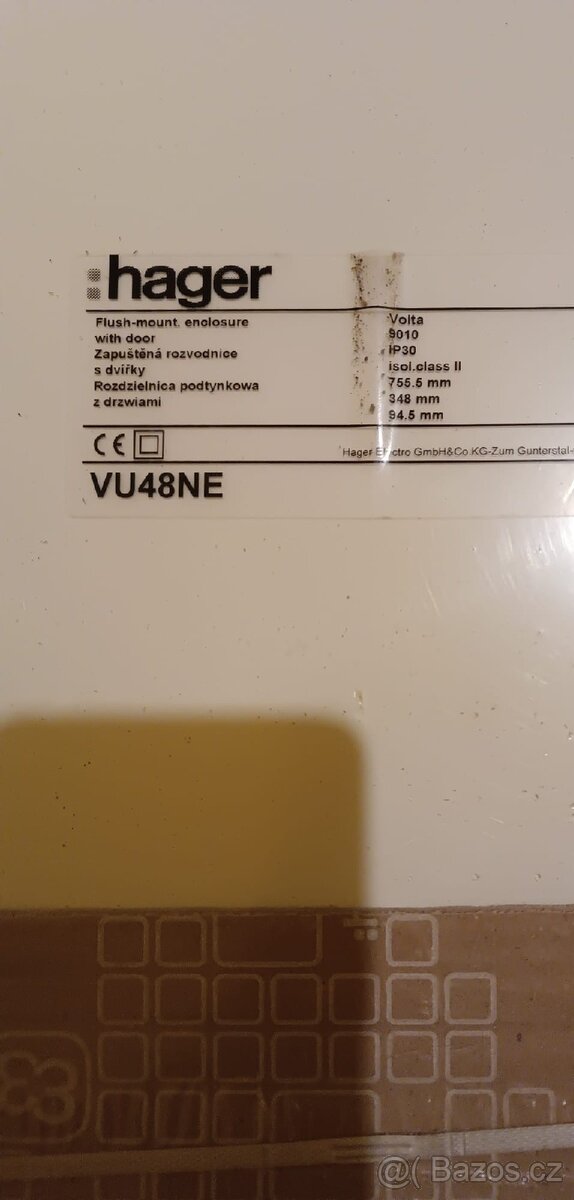 hager
Flush-mount. enclosure
with door
Zapuštěná rozvodnice
s dvířky
Rozdzielnica podtynkowa
z drzwiami
Volta
9010
IP30
isol.class II
755.5 mm
348 mm
94.5 mm
CE
Hager Electro GmbH&Co.KG-Zum Gunterstal-
VU48NE
@( Bazos.cz